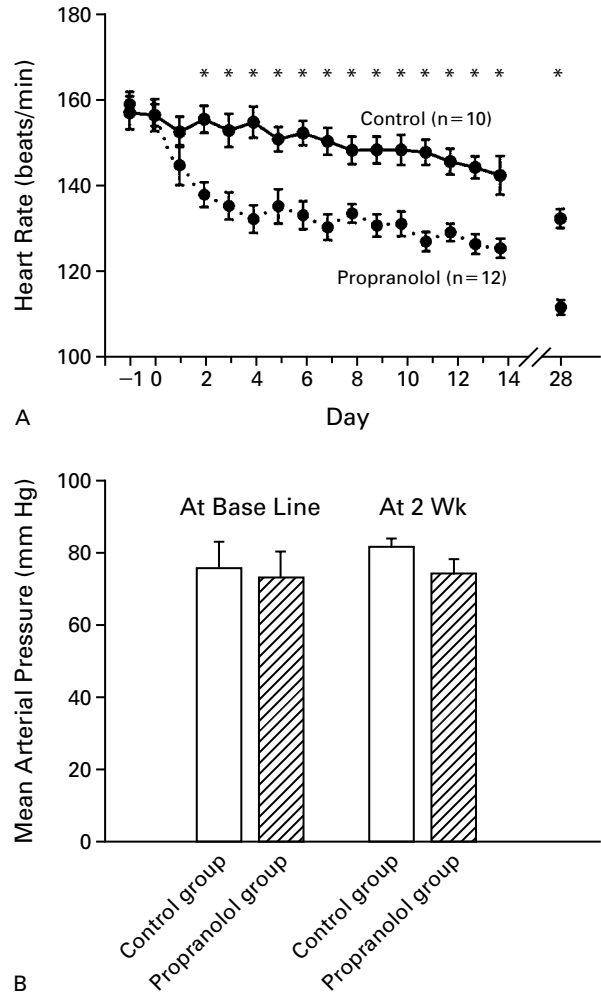 180
160
140
120
100
Heart Rate (beats/min)
* * * * * * * * * * * * * *
Control (n=10)
Propranolol (n=12)
−1 0 2 4 6 8 10 12 14 28
A
Day
100
80
60
40
20
0
Mean Arterial Pressure (mm Hg)
At Base Line At 2 Wk
Control group
Propranolol group
Control group
Propranolol group
B